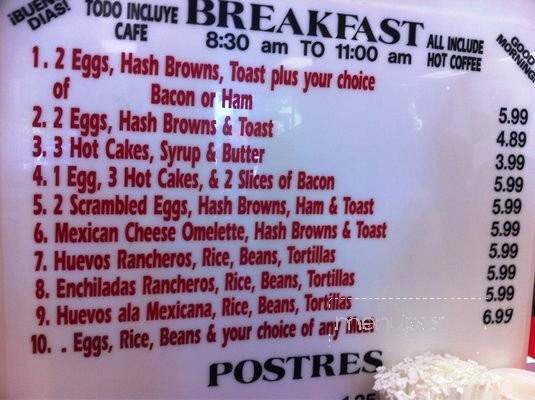 ¡BUENOS DIAS!
TODO INCLUYE CAFE
BREAKFAST
8:30 am TO 11:00 am
ALL INCLUDE HOT COFFEE
GOOD MORNING!
1. 2 Eggs, Hash Browns, Toast plus your choice
of Bacon or Ham 5.99
2. 2 Eggs, Hash Browns & Toast 4.89
3. 3 Hot Cakes, Syrup & Butter 3.99
4. 1 Egg, 3 Hot Cakes, & 2 Slices of Bacon 5.99
5. 2 Scrambled Eggs, Hash Browns, Ham & Toast 5.99
6. Mexican Cheese Omelette, Hash Browns & Toast 5.99
7. Huevos Rancheros, Rice, Beans, Tortillas 5.99
8. Enchiladas Rancheros, Rice, Beans, Tortillas 5.99
9. Huevos ala Mexicana, Rice, Beans, Tortillas 5.99
10. . Eggs, Rice, Beans & your choice of any 6.99
POSTRES